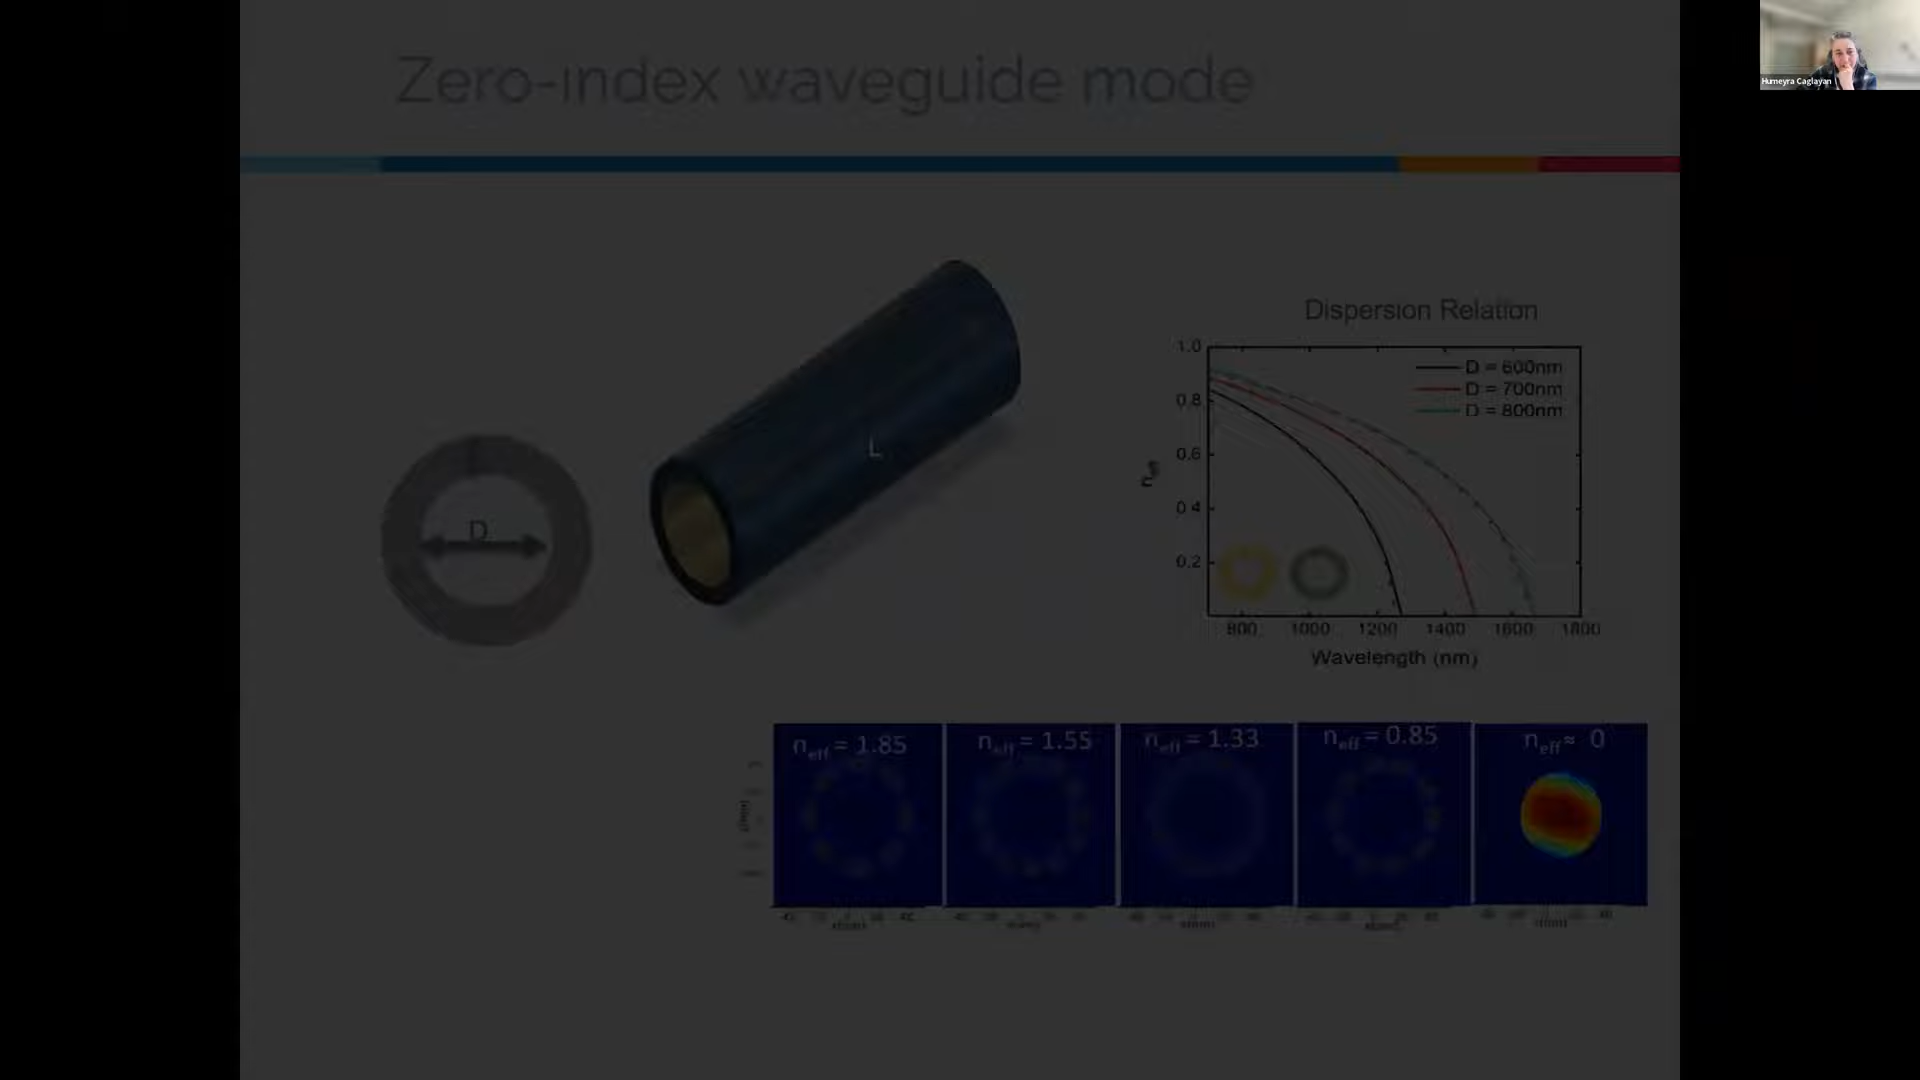 Zero-index waveguide mode
Humeyra Caglayan
Dispersion Relation
1.0
0.8
0.6
0.4
0.2
n_eff
D = 600nm
D = 700nm
D = 800nm
800 1000 1200 1400 1600 1800
Wavelength (nm)
L
D
n_eff = 1.85
n_eff = 1.55
n_eff = 1.33
n_eff = 0.85
n_eff ≈ 0